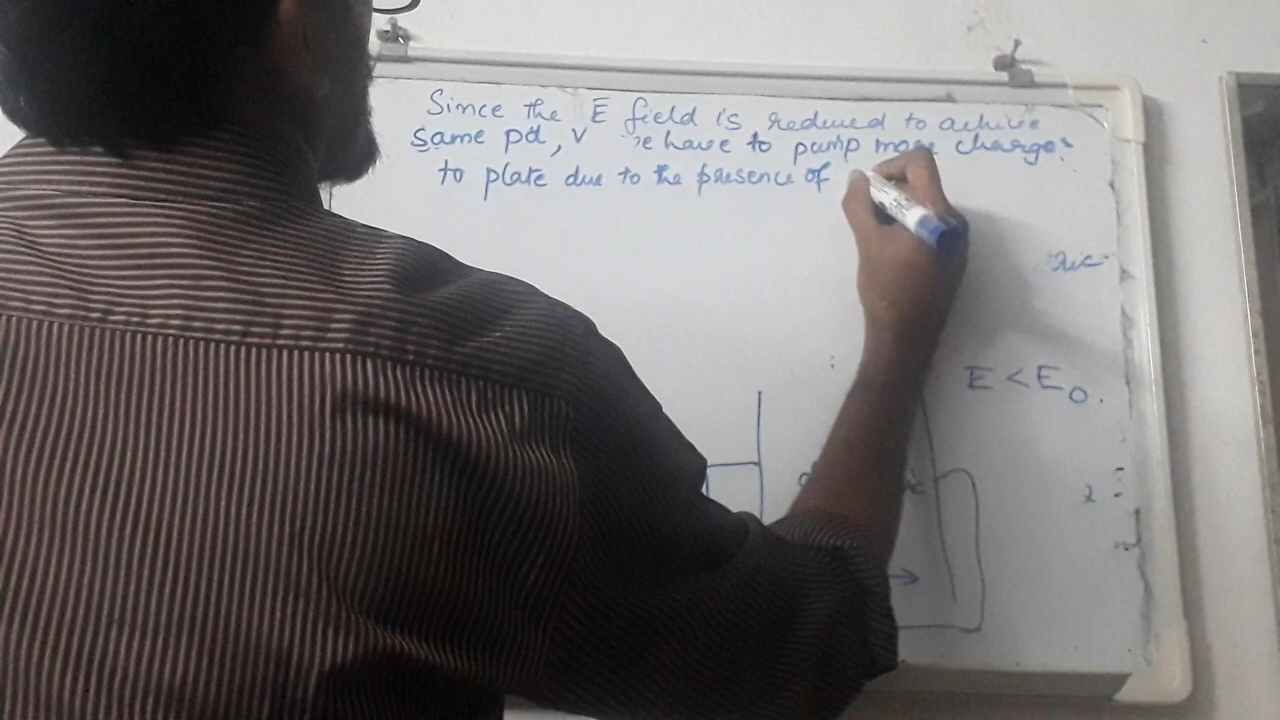 Since the E field is reduced to achive
same pd, v we have to pump more charge
to plate due to the presence of
E < E₀.